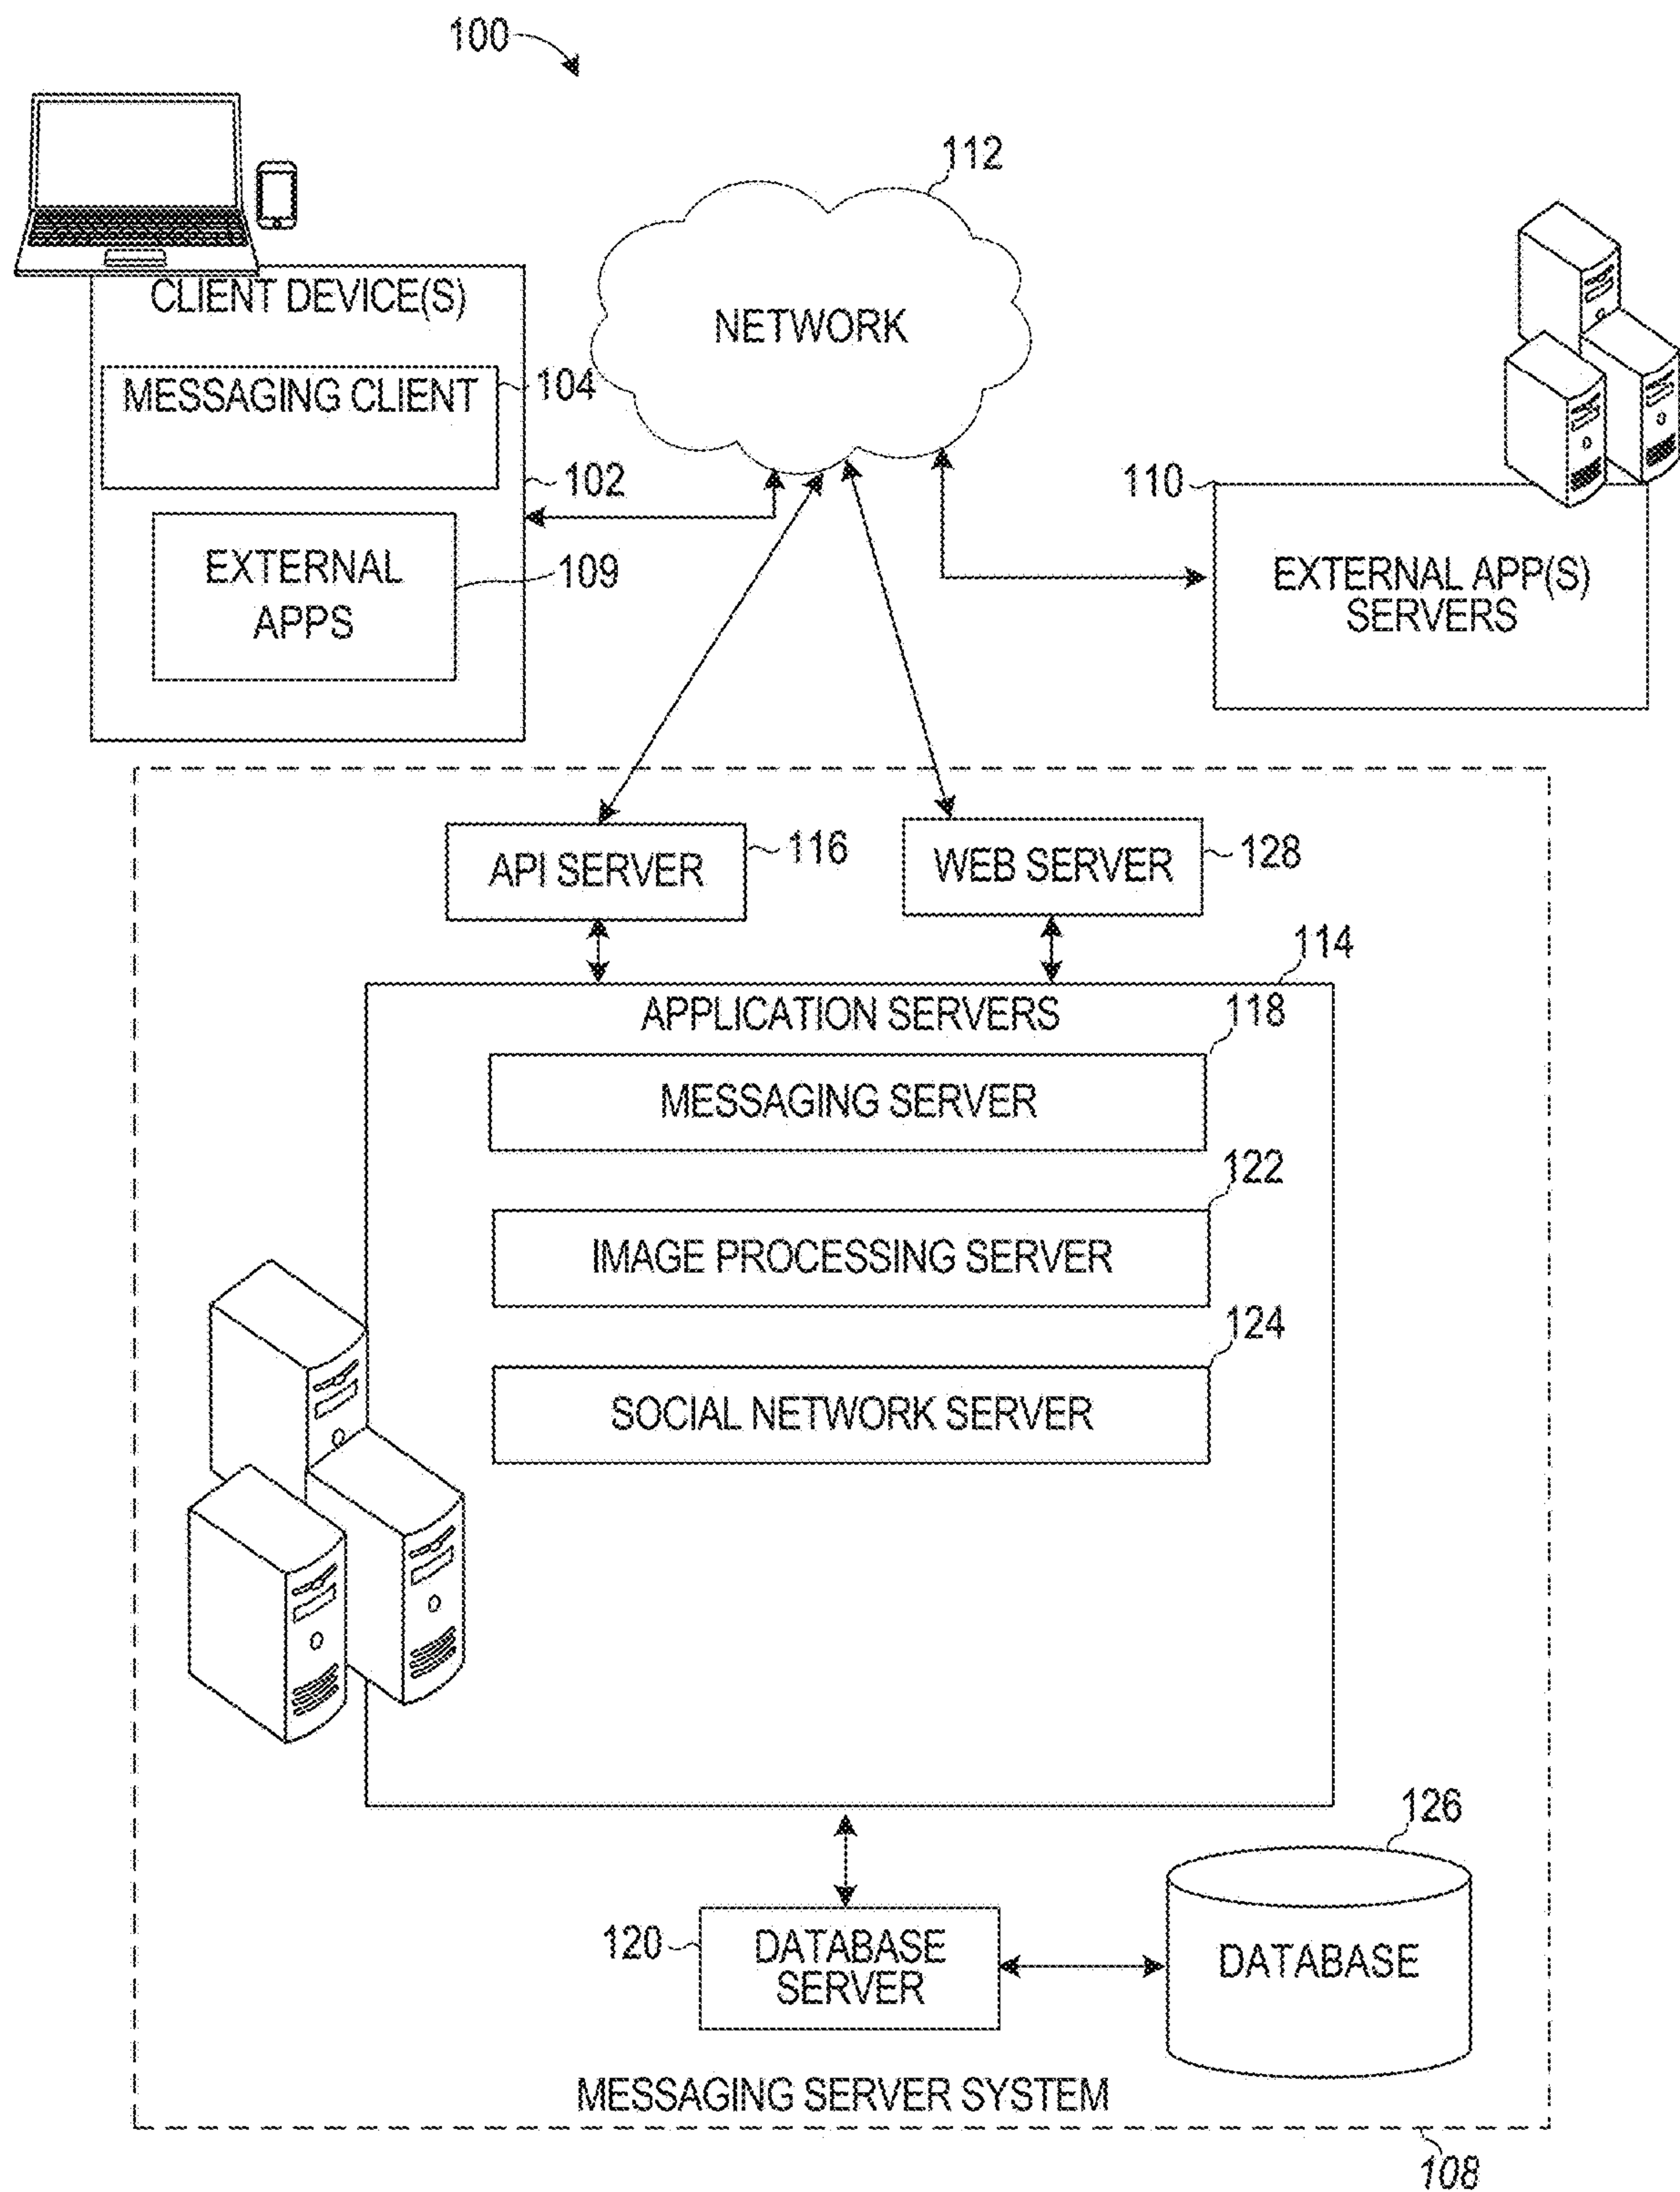 100
112
NETWORK
CLIENT DEVICE(S)
MESSAGING CLIENT
104
102
EXTERNAL
APPS
109
110
EXTERNAL APP(S)
SERVERS
API SERVER
116
WEB SERVER
128
114
APPLICATION SERVERS
118
MESSAGING SERVER
122
IMAGE PROCESSING SERVER
124
SOCIAL NETWORK SERVER
126
120
DATABASE
SERVER
DATABASE
MESSAGING SERVER SYSTEM
108